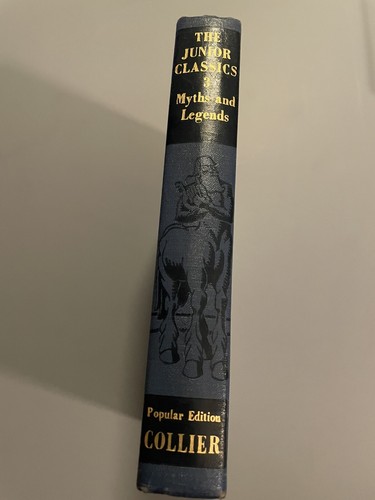 THE
JUNIOR
CLASSICS
3
Myths and
Legends
Popular Edition
COLLIER